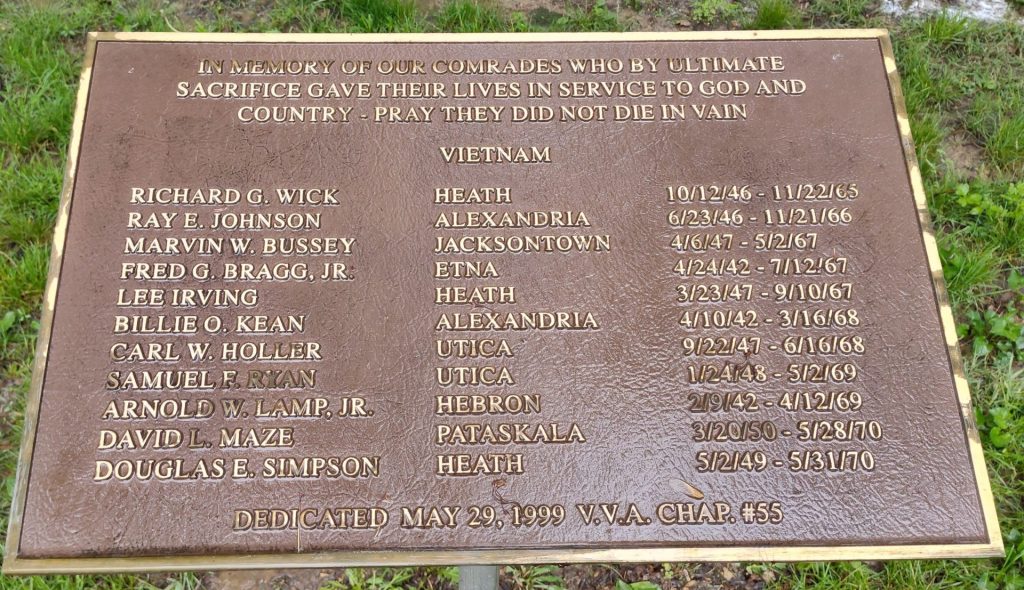 IN MEMORY OF OUR COMRADES WHO BY ULTIMATE
SACRIFICE GAVE THEIR LIVES IN SERVICE TO GOD AND
COUNTRY - PRAY THEY DID NOT DIE IN VAIN
VIETNAM
RICHARD G. WICK HEATH 10/12/46 - 11/22/65
RAY E. JOHNSON ALEXANDRIA 6/23/46 - 11/21/66
MARVIN W. BUSSEY JACKSONTOWN 4/6/47 - 5/2/67
FRED G. BRAGG, JR. ETNA 4/24/42 - 7/12/67
LEE IRVING HEATH 3/23/47 - 9/10/67
BILLIE O. KEAN ALEXANDRIA 4/10/42 - 3/16/68
CARL W. HOLLER UTICA 9/22/47 - 6/16/68
SAMUEL F. RYAN UTICA 1/24/48 - 5/2/69
ARNOLD W. LAMP, JR. HEBRON 2/9/42 - 4/12/69
DAVID L. MAZE PATASKALA 3/20/50 - 5/28/70
DOUGLAS E. SIMPSON HEATH 5/2/49 - 5/31/70
DEDICATED MAY 29, 1999 V.V.A. CHAP. #55